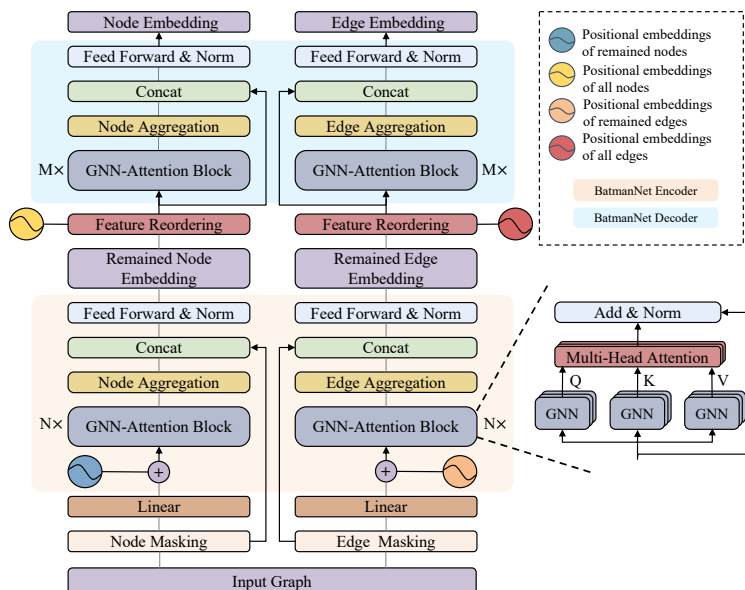 Node Embedding
Feed Forward & Norm
Concat
Node Aggregation
M×
GNN-Attention Block
Feature Reordering
Remained Node
Embedding
Feed Forward & Norm
Concat
Node Aggregation
N×
GNN-Attention Block
+
Linear
Node Masking
Edge Embedding
Feed Forward & Norm
Concat
Edge Aggregation
GNN-Attention Block
M×
Feature Reordering
Remained Edge
Embedding
Feed Forward & Norm
Concat
Edge Aggregation
GNN-Attention Block
N×
+
Linear
Edge Masking
Input Graph
Positional embeddings
of remained nodes
Positional embeddings
of all nodes
Positional embeddings
of remained edges
Positional embeddings
of all edges
BatmanNet Encoder
BatmanNet Decoder
Add & Norm
Multi-Head Attention
Q K V
GNN GNN GNN